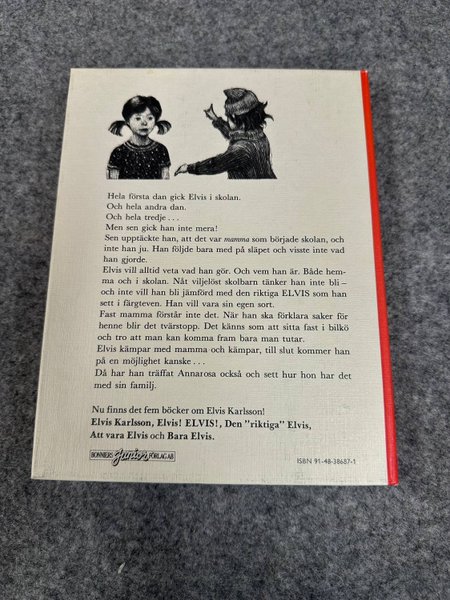 Hela första dan gick Elvis i skolan.
Och hela andra dan.
Och hela tredje . . .
Men sen gick han inte mera!
Sen upptäckte han, att det var mamma som började skolan, och
inte han ju. Han följde bara med på släpet och visste inte vad
han gjorde.
Elvis vill alltid veta vad han gör. Och vem han är. Både hem-
ma och i skolan. Nåt viljelöst skolbarn tänker han inte bli –
och inte vill han bli jämförd med den riktiga ELVIS som han
sett i färgteven. Han vill vara sin egen sort.
Fast mamma förstår inte det. När han ska förklara saker för
henne blir det tvärstopp. Det känns som att sitta fast i bilkö
och tro att man kan komma fram bara man tutar.
Elvis kämpar med mamma och kämpar, till slut kommer han
på en möjlighet kanske . . .
Då har han träffat Annarosa också och sett hur hon har det
med sin familj.
Nu finns det fem böcker om Elvis Karlsson!
Elvis Karlsson, Elvis! ELVIS!, Den "riktiga" Elvis,
Att vara Elvis och Bara Elvis.
BONNIERS Junior FÖRLAG AB
ISBN 91-48-38687-1